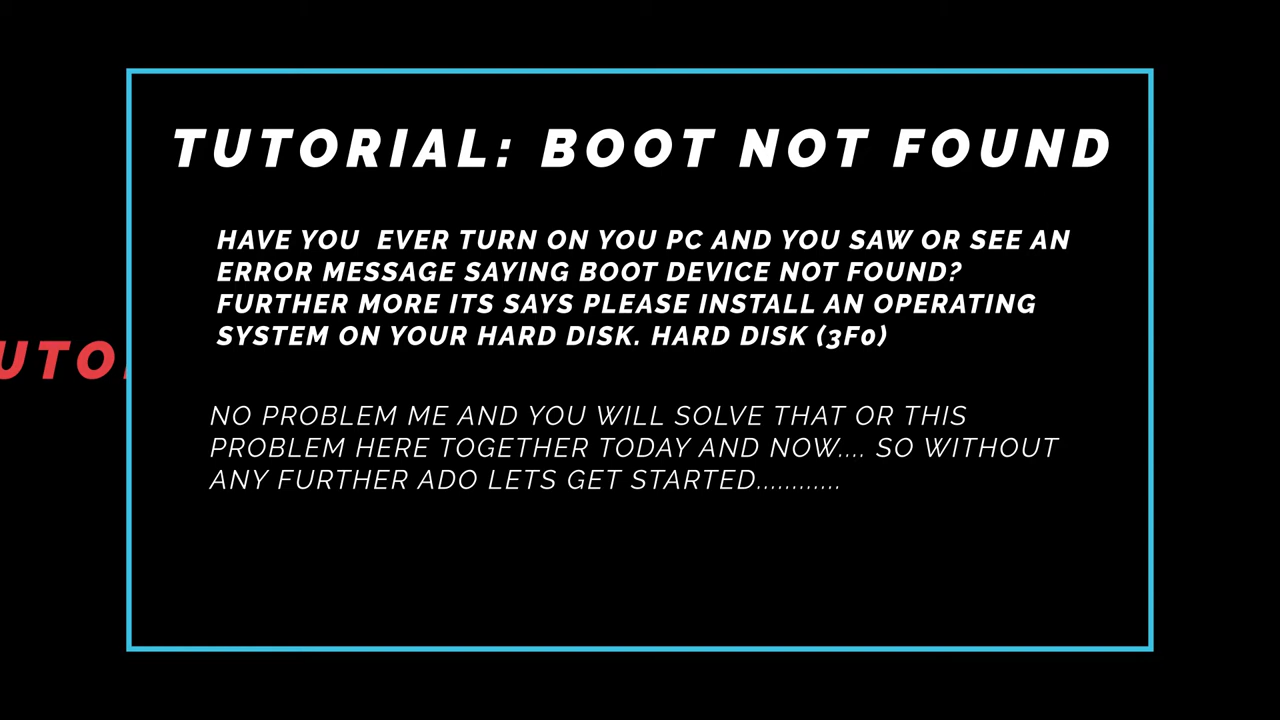 TUTORIAL: BOOT NOT FOUND
HAVE YOU  EVER TURN ON YOU PC AND YOU SAW OR SEE AN
ERROR MESSAGE SAYING BOOT DEVICE NOT FOUND?
FURTHER MORE ITS SAYS PLEASE INSTALL AN OPERATING
SYSTEM ON YOUR HARD DISK. HARD DISK (3F0)
UTO
NO PROBLEM ME AND YOU WILL SOLVE THAT OR THIS
PROBLEM HERE TOGETHER TODAY AND NOW.... SO WITHOUT
ANY FURTHER ADO LETS GET STARTED............